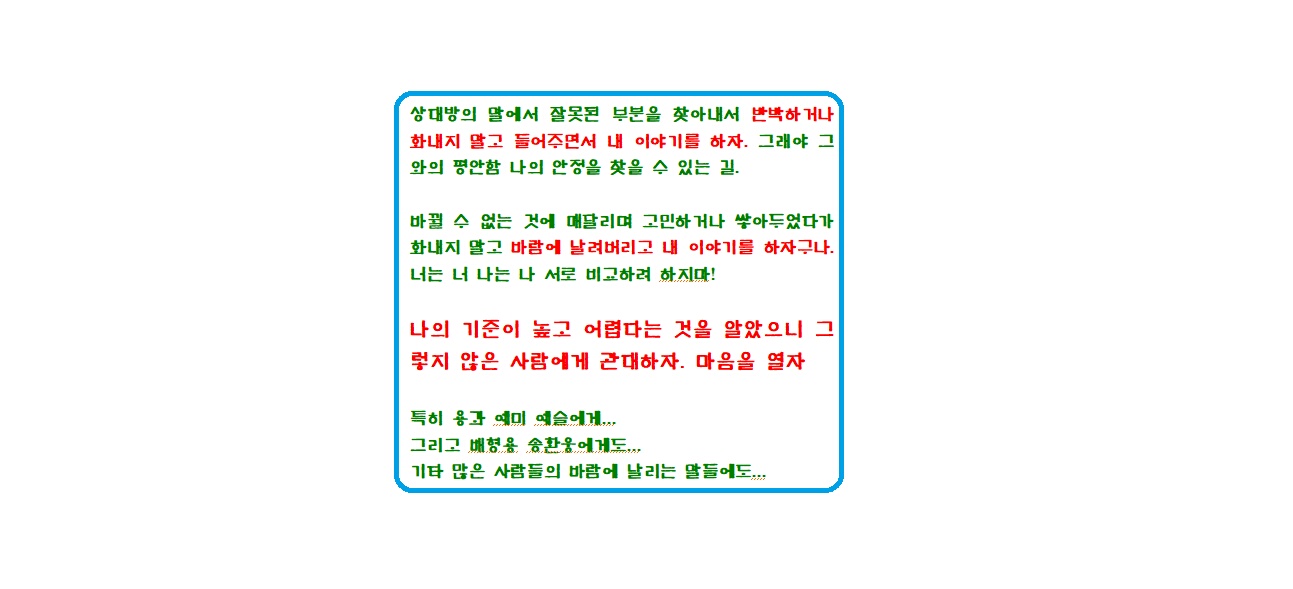 상대방의 말에서 잘못된 부분을 찾아내서 반박하거나
화내지 말고 들어주면서 내 이야기를 하자. 그래야 그
와의 평안함 나의 안정을 찾을 수 있는 길.
바뀔 수 없는 것에 매달리며 고민하거나 쌓아두었다가
화내지 말고 바람에 날려버리고 내 이야기를 하자구나.
너는 너 나는 나 서로 비교하려 하지마!
나의 기준이 높고 어렵다는 것을 알았으니 그
렇지 않은 사람에게 관대하자. 마음을 열자
특히 용과 예미 예슬에게...
그리고 배형용 송환웅에게도...
기타 많은 사람들의 바람에 날리는 말들에도...